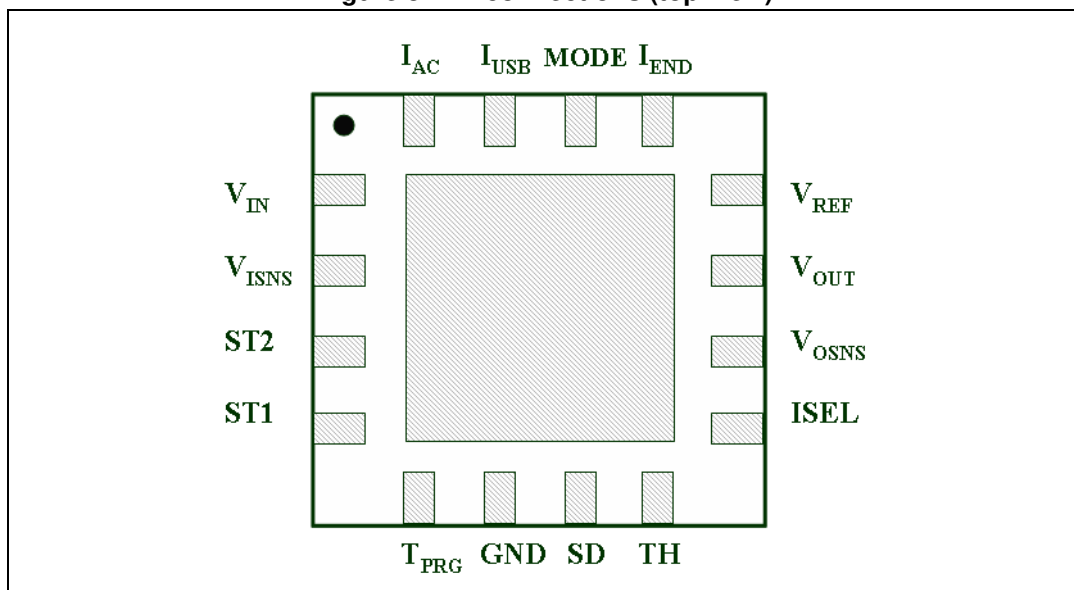 I_AC I_USB MODE I_END
V_IN V_REF
V_ISNS V_OUT
ST2 V_OSNS
ST1 ISEL
T_PRG GND SD TH